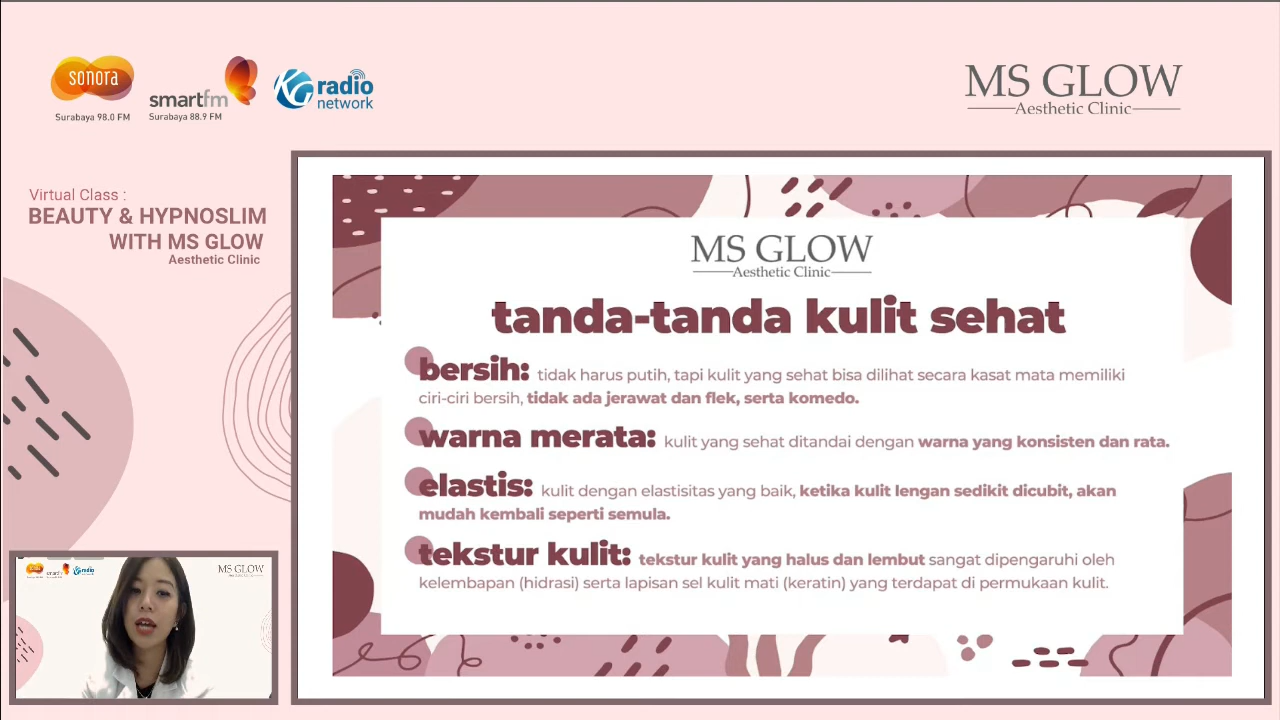 sonora
Surabaya 98.0 FM
smartfm
Surabaya 88.9 FM
KG radio network
MS GLOW
Aesthetic Clinic
Virtual Class :
BEAUTY & HYPNOSLIM
WITH MS GLOW
Aesthetic Clinic
MS GLOW
Aesthetic Clinic
tanda-tanda kulit sehat
bersih: tidak harus putih, tapi kulit yang sehat bisa dilihat secara kasat mata memiliki
ciri-ciri bersih, tidak ada jerawat dan flek, serta komedo.
warna merata: kulit yang sehat ditandai dengan warna yang konsisten dan rata.
elastis: kulit dengan elastisitas yang baik, ketika kulit lengan sedikit dicubit, akan
mudah kembali seperti semula.
tekstur kulit: tekstur kulit yang halus dan lembut sangat dipengaruhi oleh
kelembapan (hidrasi) serta lapisan sel kulit mati (keratin) yang terdapat di permukaan kulit.
MS GLOW